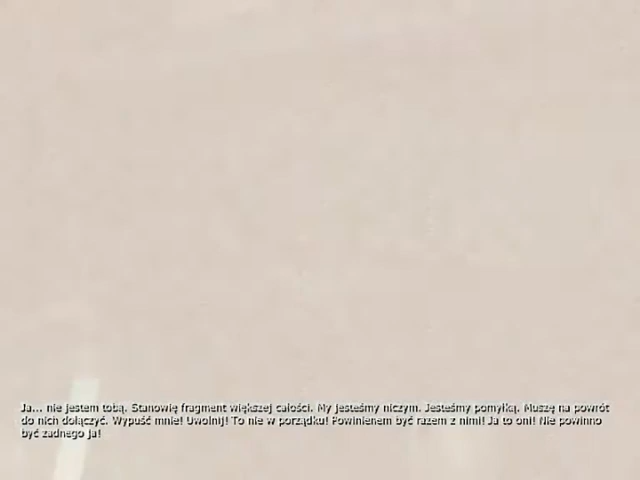 Ja... nie jestem tobą. Stanowię fragment większej całości. My jesteśmy niczym. Jesteśmy pomyłką. Muszę na powrót
do nich dołączyć. Wypuść mnie! Uwolnij! To nie w porządku! Powinienem być razem z nimi! Ja to oni! Nie powinno
być żadnego ja!